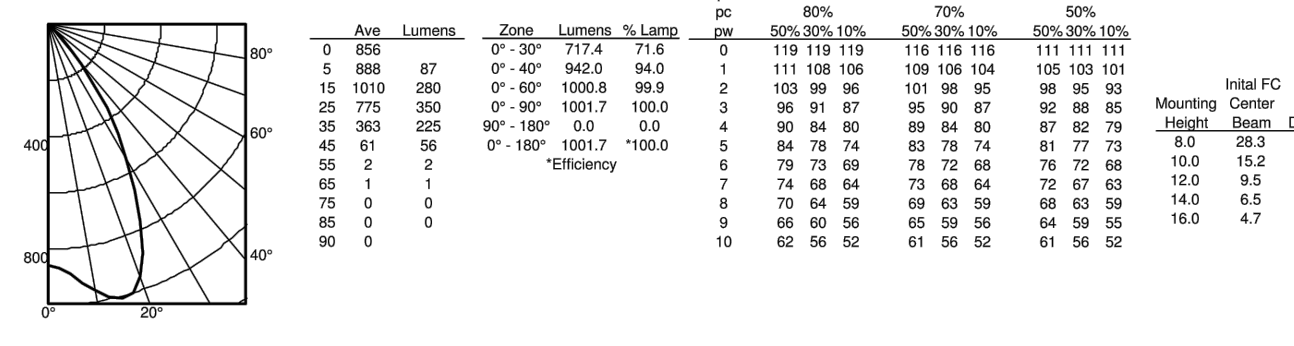 400
800
0°
20°
40°
60°
80°
Ave Lumens
0 856
5 888 87
15 1010 280
25 775 350
35 363 225
45 61 56
55 2 2
65 1 1
75 0 0
85 0 0
90 0
Zone Lumens % Lamp
0° - 30° 717.4 71.6
0° - 40° 942.0 94.0
0° - 60° 1000.8 99.9
0° - 90° 1001.7 100.0
90° - 180° 0.0 0.0
0° - 180° 1001.7 *100.0
*Efficiency
pc 80% 70% 50%
pw 50% 30% 10% 50% 30% 10% 50% 30% 10%
0 119 119 119 116 116 116 111 111 111
1 111 108 106 109 106 104 105 103 101
2 103 99 96 101 98 95 98 95 93
3 96 91 87 95 90 87 92 88 85
4 90 84 80 89 84 80 87 82 79
5 84 78 74 83 78 74 81 77 73
6 79 73 69 78 72 68 76 72 68
7 74 68 64 73 68 64 72 67 63
8 70 64 59 69 63 59 68 63 59
9 66 60 56 65 59 56 64 59 55
10 62 56 52 61 56 52 61 56 52
Inital FC
Mounting Center
Height Beam
8.0 28.3
10.0 15.2
12.0 9.5
14.0 6.5
16.0 4.7